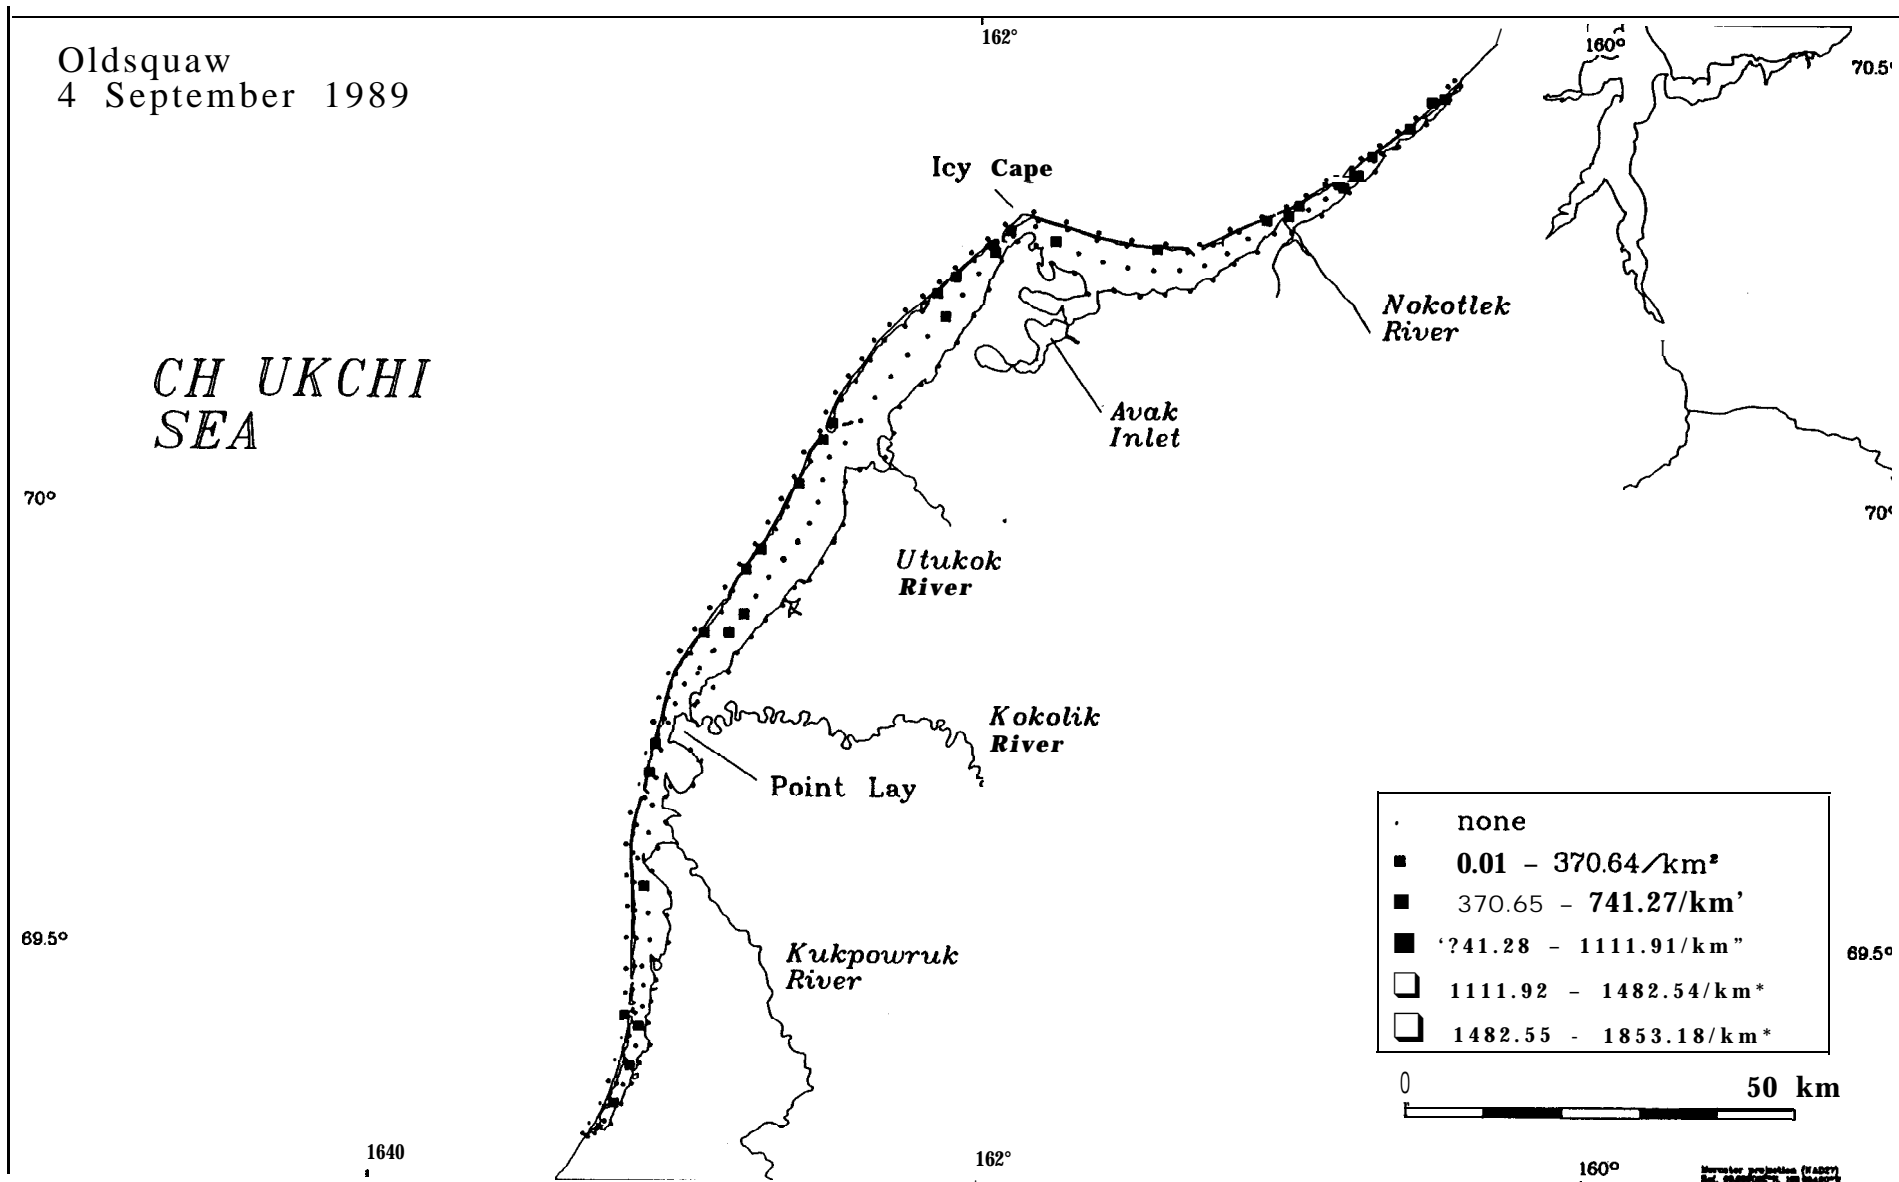 Oldsquaw
4 September 1989
162°
160°
70.5°
Icy Cape
Nokotlek
River
CH UKCHI
SEA
Avak
Inlet
70°
70°
Utukok
River
Kokolik
River
Point Lay
none
0.01 – 370.64/km²
370.65 – 741.27/km'
69.5°
Kukpowruk
River
‘?41.28 – 1111.91/km”
69.5°
1111.92 – 1482.54/km*
1482.55 - 1853.18/km*
0 50 km
1640
162°
160°
Mercator projection (NAD27)